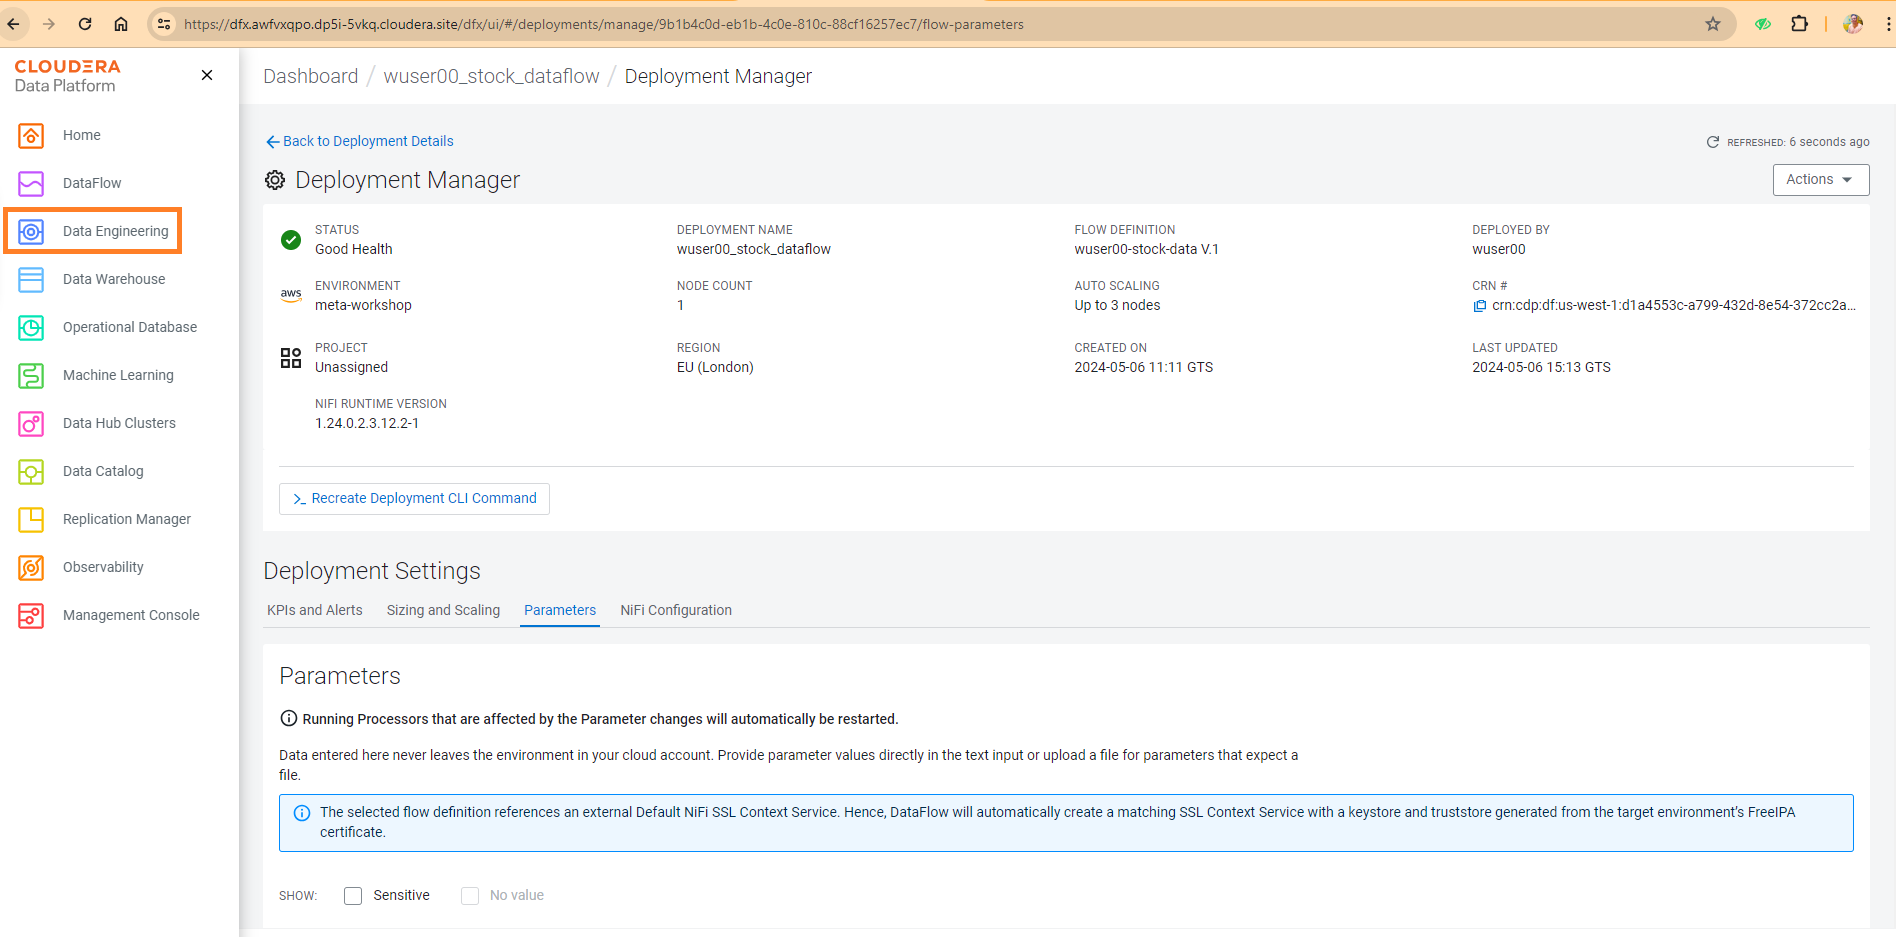 https://dfx.awfvxqpo.dp5i-5vkq.cloudera.site/dfx/ui/#/deployments/manage/9b1b4c0d-eb1b-4c0e-810c-88cf16257ec7/flow-parameters
CLOUDERA
Data Platform
Home
DataFlow
Data Engineering
Data Warehouse
Operational Database
Machine Learning
Data Hub Clusters
Data Catalog
Replication Manager
Observability
Management Console
Dashboard / wuser00_stock_dataflow / Deployment Manager
Back to Deployment Details
REFRESHED: 6 seconds ago
Deployment Manager
Actions
STATUS
Good Health
DEPLOYMENT NAME
wuser00_stock_dataflow
FLOW DEFINITION
wuser00-stock-data V.1
DEPLOYED BY
wuser00
aws
ENVIRONMENT
meta-workshop
NODE COUNT
1
AUTO SCALING
Up to 3 nodes
CRN #
crn:cdp:df:us-west-1:d1a4553c-a799-432d-8e54-372cc2a...
PROJECT
Unassigned
REGION
EU (London)
CREATED ON
2024-05-06 11:11 GTS
LAST UPDATED
2024-05-06 15:13 GTS
NIFI RUNTIME VERSION
1.24.0.2.3.12.2-1
>_ Recreate Deployment CLI Command
Deployment Settings
KPIs and Alerts
Sizing and Scaling
Parameters
NiFi Configuration
Parameters
Running Processors that are affected by the Parameter changes will automatically be restarted.
Data entered here never leaves the environment in your cloud account. Provide parameter values directly in the text input or upload a file for parameters that expect a
file.
The selected flow definition references an external Default NiFi SSL Context Service. Hence, DataFlow will automatically create a matching SSL Context Service with a keystore and truststore generated from the target environment's FreeIPA
certificate.
SHOW:
Sensitive
No value